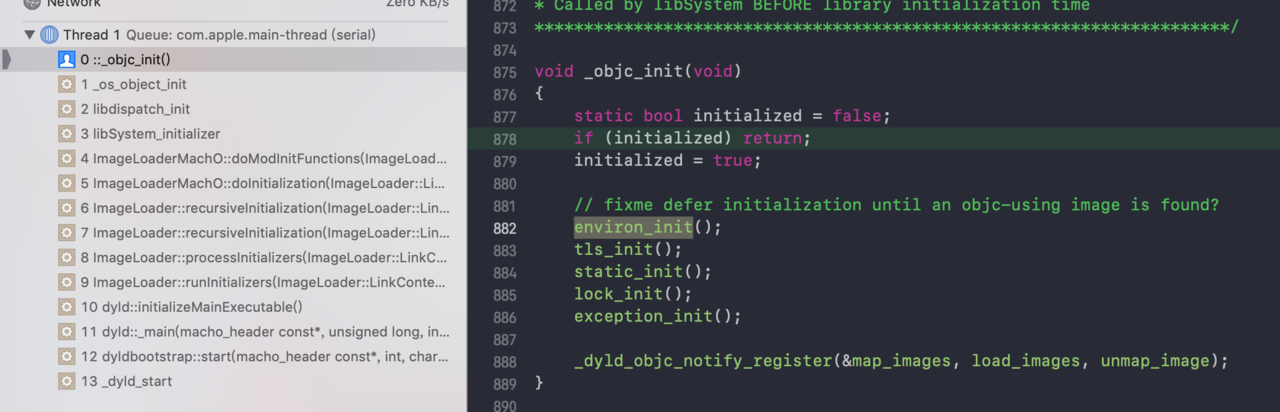 Network Zero KB/s
Thread 1 Queue: com.apple.main-thread (serial)
0 ::_objc_init()
1 _os_object_init
2 libdispatch_init
3 libSystem_initializer
4 ImageLoaderMachO::doModInitFunctions(ImageLoad...
5 ImageLoaderMachO::doInitialization(ImageLoader::Li...
6 ImageLoader::recursiveInitialization(ImageLoader::Lin...
7 ImageLoader::recursiveInitialization(ImageLoader::Lin...
8 ImageLoader::processInitializers(ImageLoader::LinkC...
9 ImageLoader::runInitializers(ImageLoader::LinkConte...
10 dyld::initializeMainExecutable()
11 dyld::_main(macho_header const*, unsigned long, in...
12 dyldbootstrap::start(macho_header const*, int, char...
13 _dyld_start
872 * Called by libSystem BEFORE library initialization time
873 **********************************************************************/
874
875 void _objc_init(void)
876 {
877     static bool initialized = false;
878     if (initialized) return;
879     initialized = true;
880
881     // fixme defer initialization until an objc-using image is found?
882     environ_init();
883     tls_init();
884     static_init();
885     lock_init();
886     exception_init();
887
888     _dyld_objc_notify_register(&map_images, load_images, unmap_image);
889 }
890